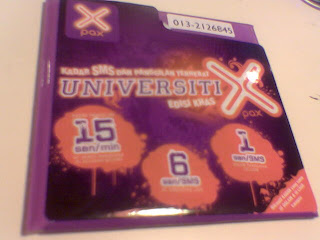 X
pax
013-2126845
KADAR SMS DAN PANGGILAN TERHEBAT
UNIVERSITI X
EDISI KHAS
pax
15
sen/min
6
sen/SMS
1
sen/SMS